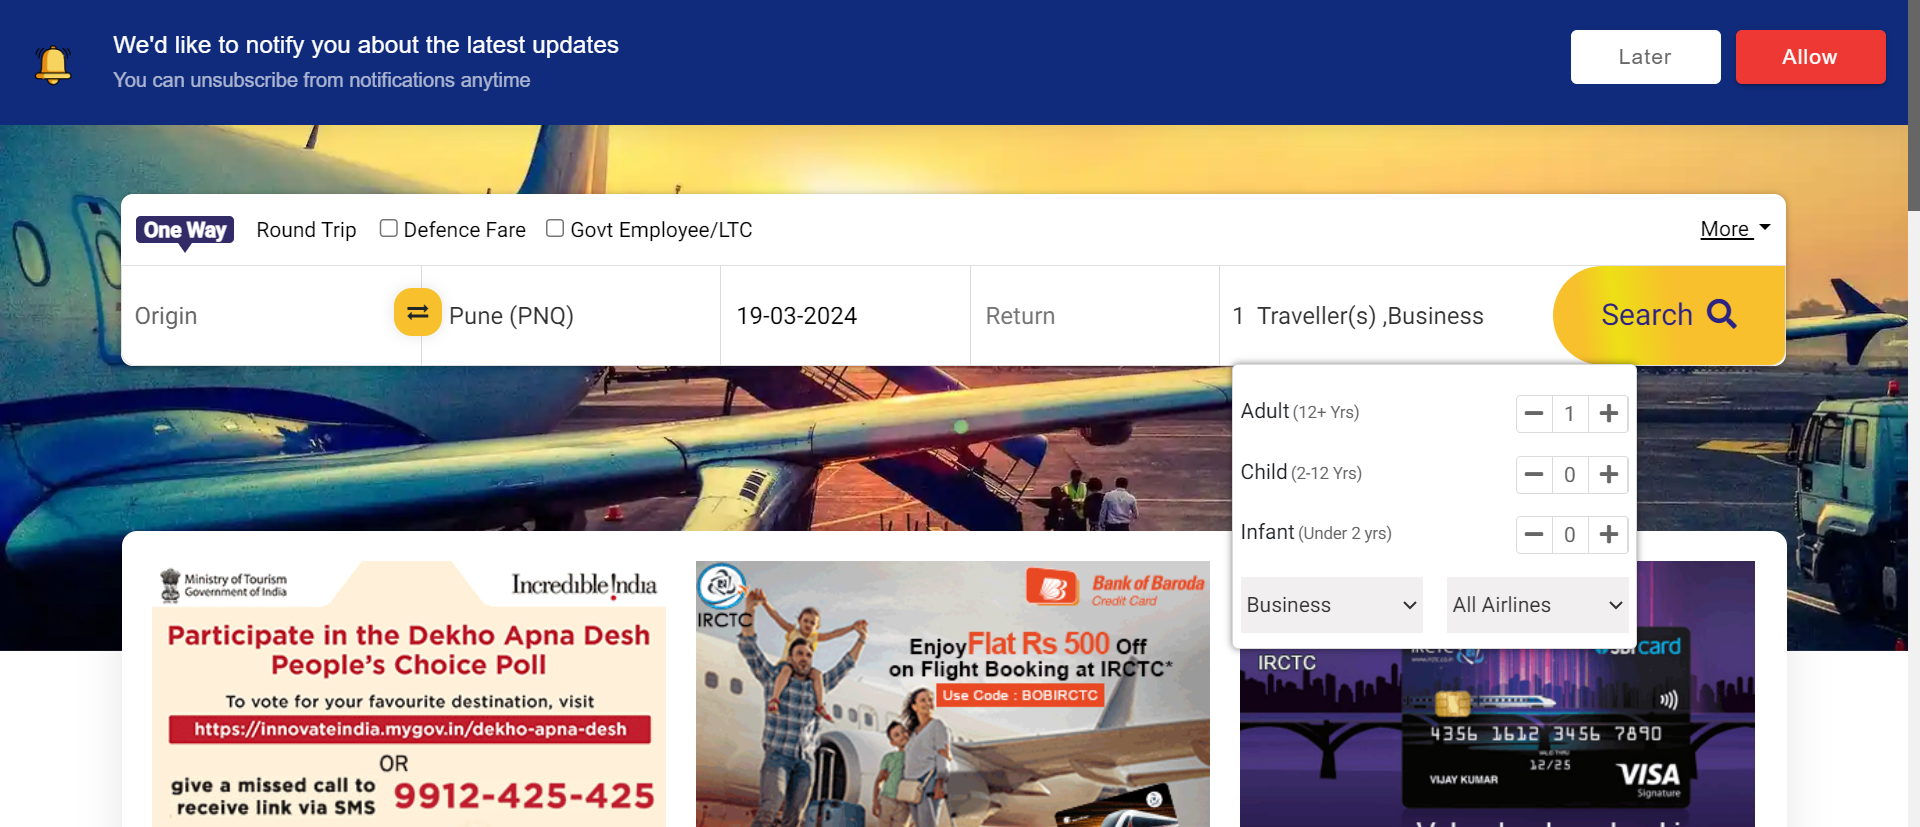 We'd like to notify you about the latest updates
You can unsubscribe from notifications anytime
Later
Allow
One Way
Round Trip
Defence Fare
Govt Employee/LTC
More
Origin
Pune (PNQ)
19-03-2024
Return
1 Traveller(s) ,Business
Search
Adult (12+ Yrs)
1
Child (2-12 Yrs)
0
Infant (Under 2 yrs)
0
Business
All Airlines
Ministry of Tourism
Government of India
Incredible !ndia
Participate in the Dekho Apna Desh
People's Choice Poll
To vote for your favourite destination, visit
https://innovateindia.mygov.in/dekho-apna-desh
OR
give a missed call to
receive link via SMS
9912-425-425
IRCTC
Bank of Baroda
Credit Card
Enjoy Flat Rs 500 Off
on Flight Booking at IRCTC*
Use Code : BOBIRCTC
IRCTC
SBI card
4356 1612 3456 7890
VALID THRU
12/25
VIJAY KUMAR
VISA
Signature